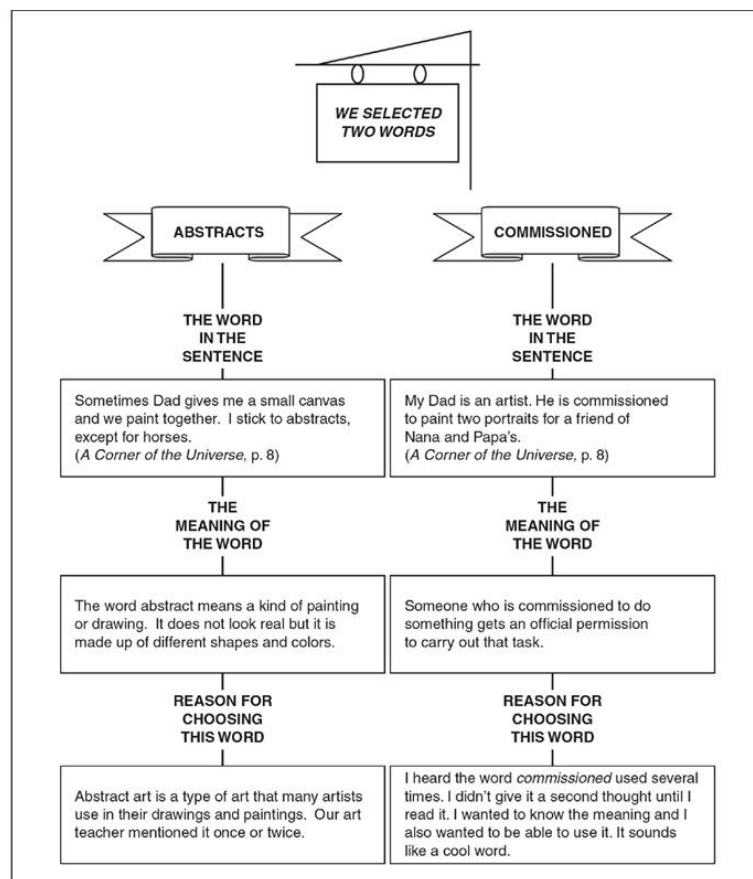 WE SELECTED
TWO WORDS
ABSTRACTS
THE WORD
IN THE
SENTENCE
Sometimes Dad gives me a small canvas
and we paint together. I stick to abstracts,
except for horses.
(A Corner of the Universe, p. 8)
THE
MEANING OF
THE WORD
The word abstract means a kind of painting
or drawing. It does not look real but it is
made up of different shapes and colors.
REASON FOR
CHOOSING
THIS WORD
Abstract art is a type of art that many artists
use in their drawings and paintings. Our art
teacher mentioned it once or twice.
COMMISSIONED
THE WORD
IN THE
SENTENCE
My Dad is an artist. He is commissioned
to paint two portraits for a friend of
Nana and Papa's.
(A Corner of the Universe, p. 8)
THE
MEANING OF
THE WORD
Someone who is commissioned to do
something gets an official permission
to carry out that task.
REASON FOR
CHOOSING
THIS WORD
I heard the word commissioned used several
times. I didn't give it a second thought until I
read it. I wanted to know the meaning and I
also wanted to be able to use it. It sounds
like a cool word.